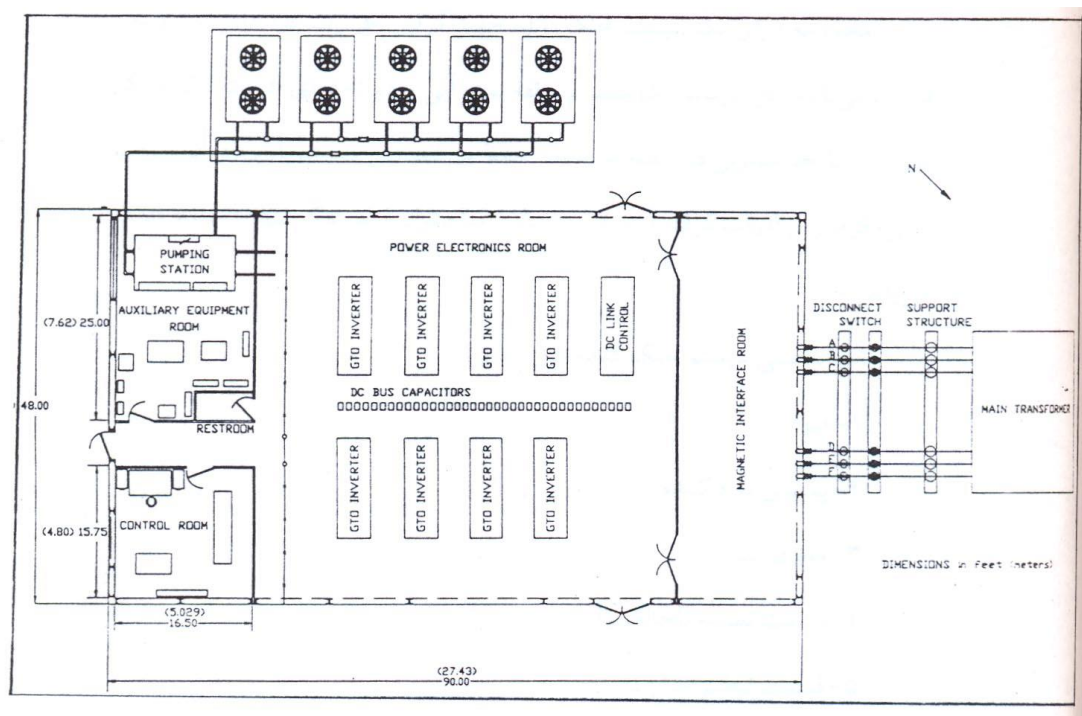 N
PUMPING
STATION
POWER ELECTRONICS ROOM
AUXILIARY EQUIPMENT
ROOM
(7.62) 25.00
48.00
GTO INVERTER
GTO INVERTER
GTO INVERTER
GTO INVERTER
DC LINK
CONTROL
DC BUS CAPACITORS
RESTROOM
MAGNETIC INTERFACE ROOM
DISCONNECT
SWITCH
SUPPORT
STRUCTURE
A
B
C
MAIN TRANSFORMER
D
E
F
GTO INVERTER
GTO INVERTER
GTO INVERTER
GTO INVERTER
CONTROL ROOM
(4.80) 15.75
DIMENSIONS in Feet (meters)
(5.029)
16.50
(27.43)
90.00